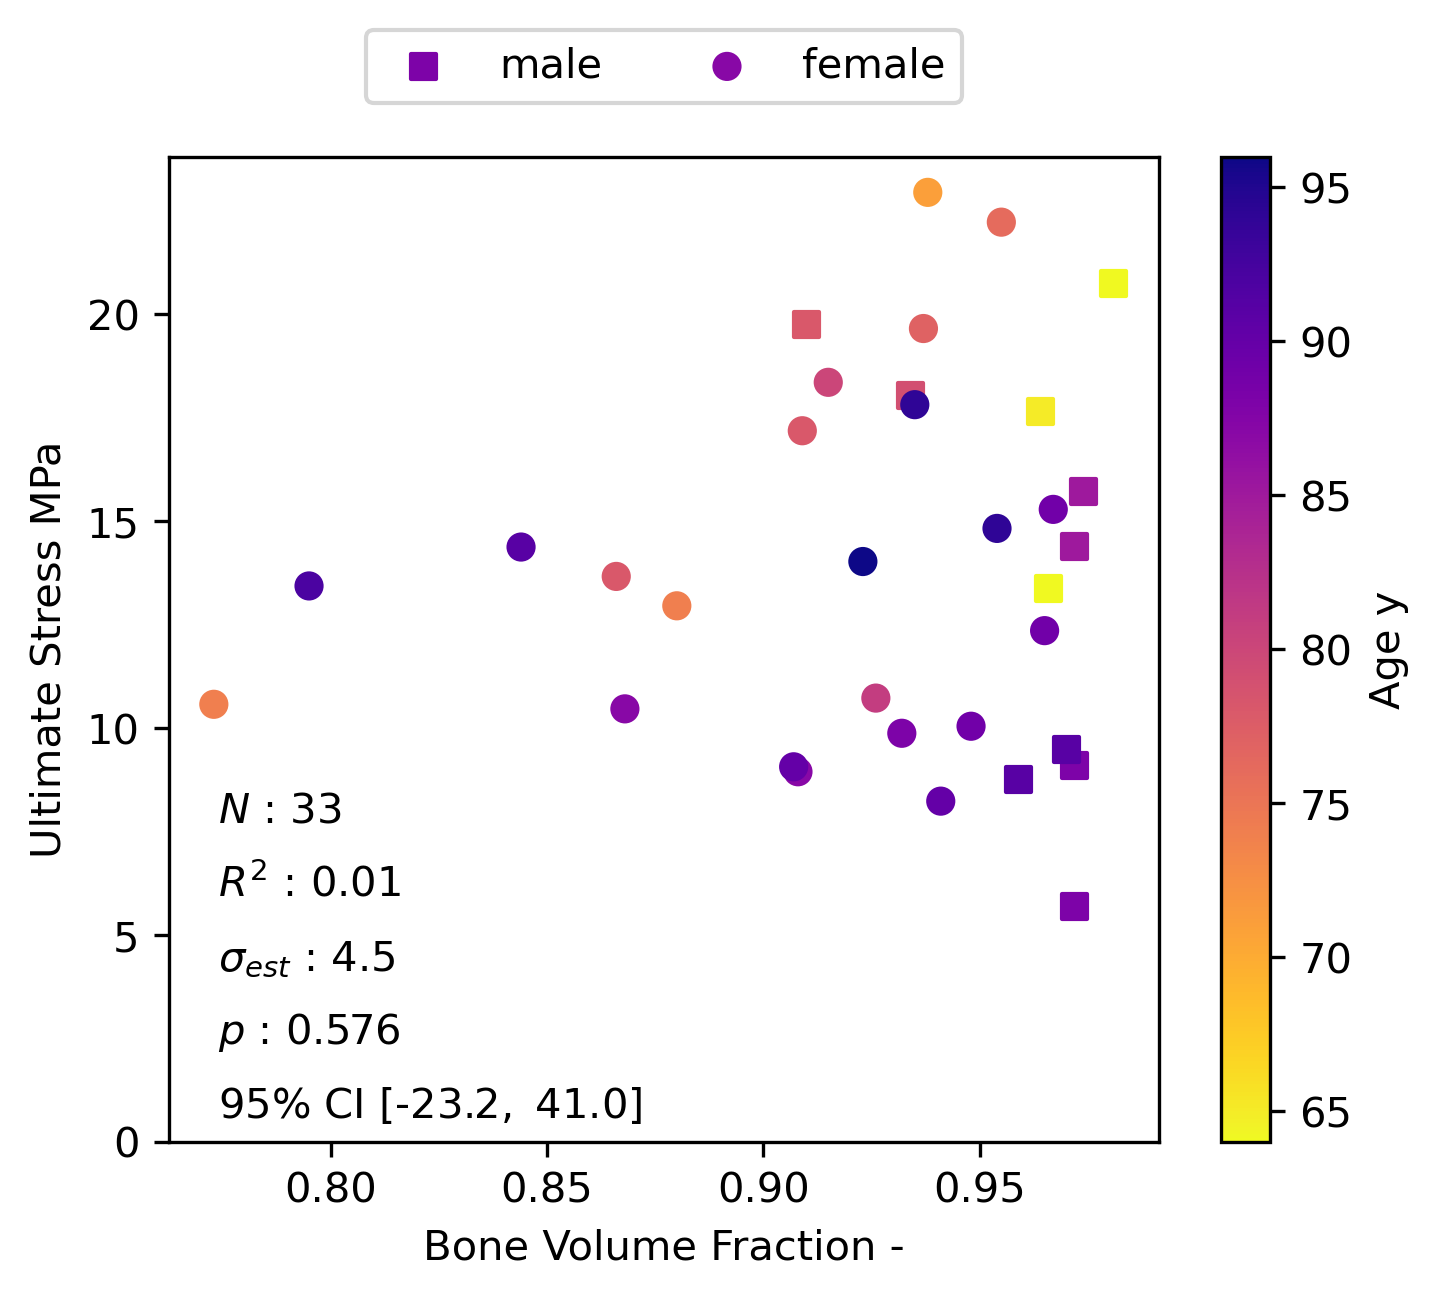 male female
95
90
85
80
75
70
65
Age y
20
15
10
5
0
Ultimate Stress MPa
N : 33
R² : 0.01
σest : 4.5
p : 0.576
95% CI [-23.2, 41.0]
0.80 0.85 0.90 0.95
Bone Volume Fraction -